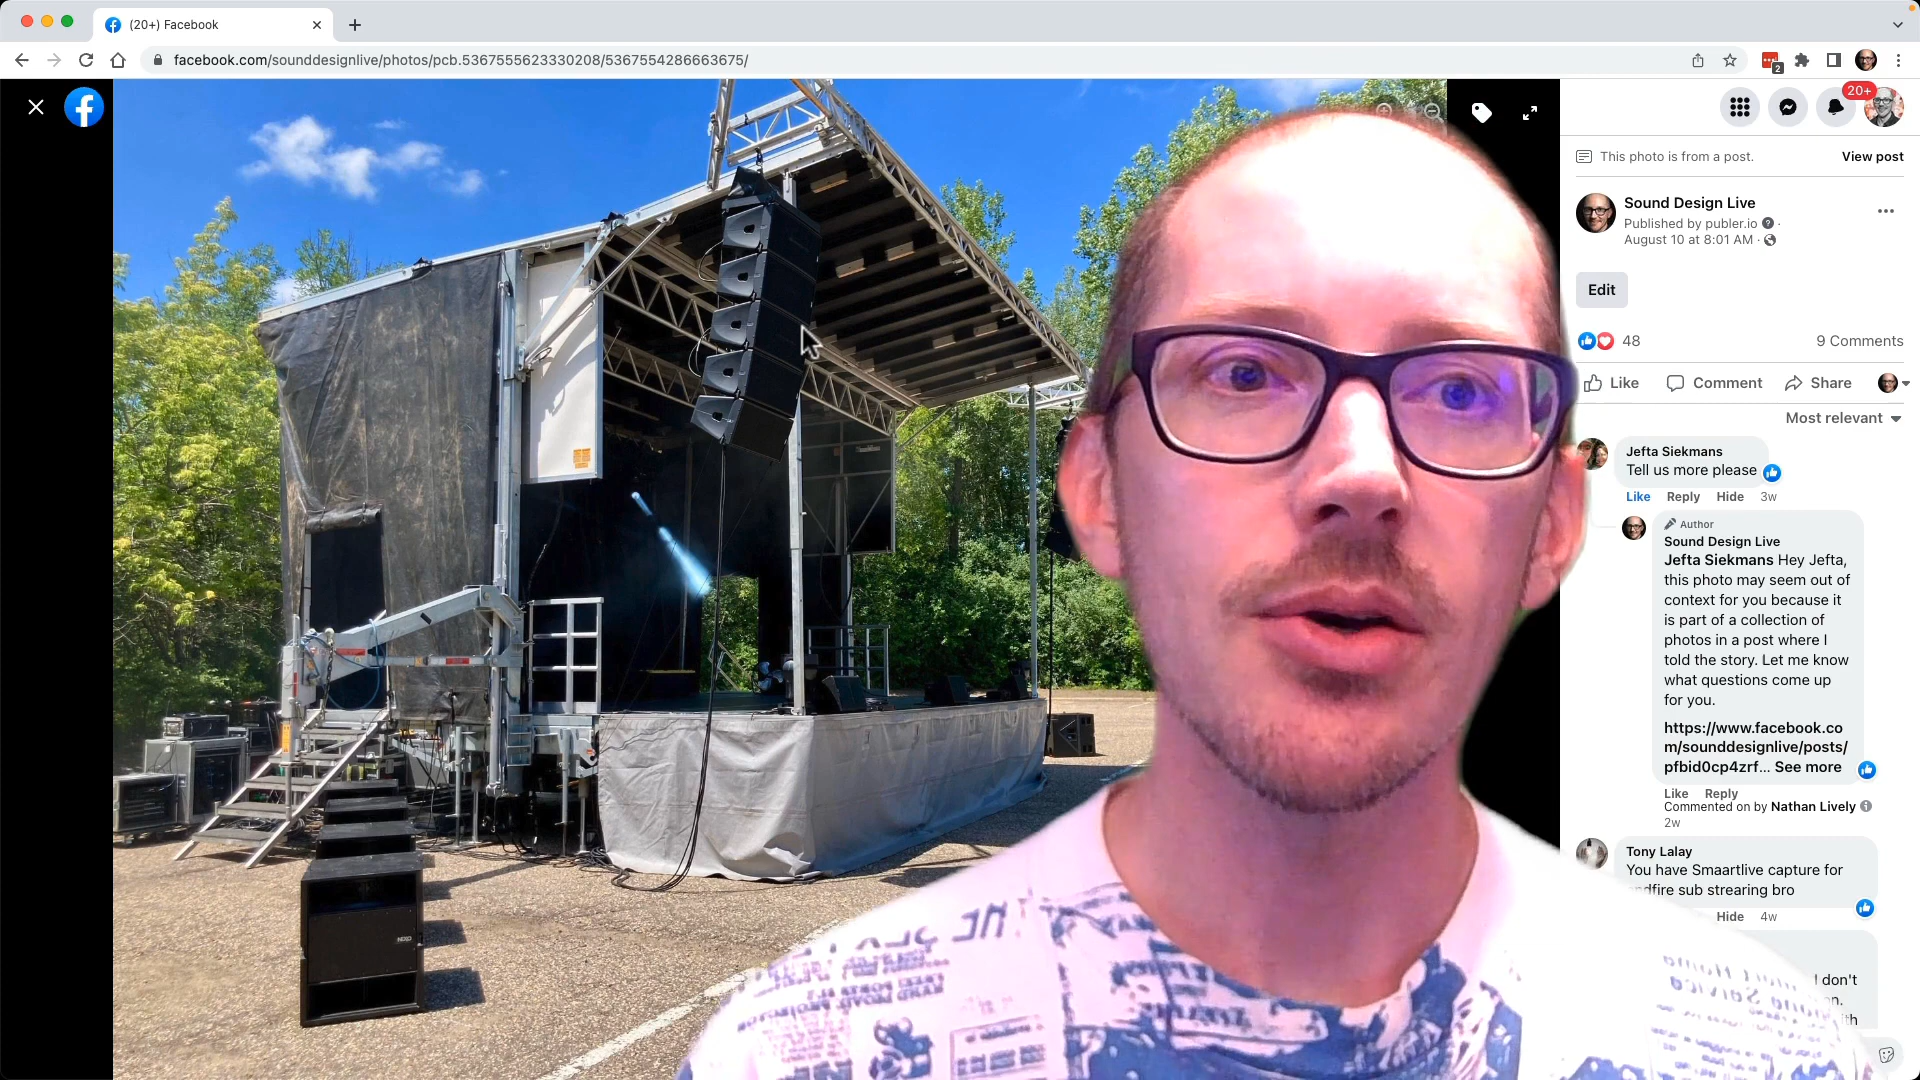 (20+) Facebook
facebook.com/sounddesignlive/photos/pcb.5367555623330208/5367554286663675/
2
20+
This photo is from a post.
View post
Sound Design Live
Published by publer.io
August 10 at 8:01 AM
Edit
48
9 Comments
Like
Comment
Share
Most relevant
Jefta Siekmans
Tell us more please
Like Reply Hide 3w
Author
Sound Design Live
Jefta Siekmans Hey Jefta,
this photo may seem out of
context for you because it
is part of a collection of
photos in a post where I
told the story. Let me know
what questions come up
for you.
https://www.facebook.co
m/sounddesignlive/posts/
pfbid0cp4zrf... See more
Like Reply
Commented on by Nathan Lively
2w
Tony Lalay
You have Smaartlive capture for
sub strearing bro
Hide 4w
I don't
NEXO